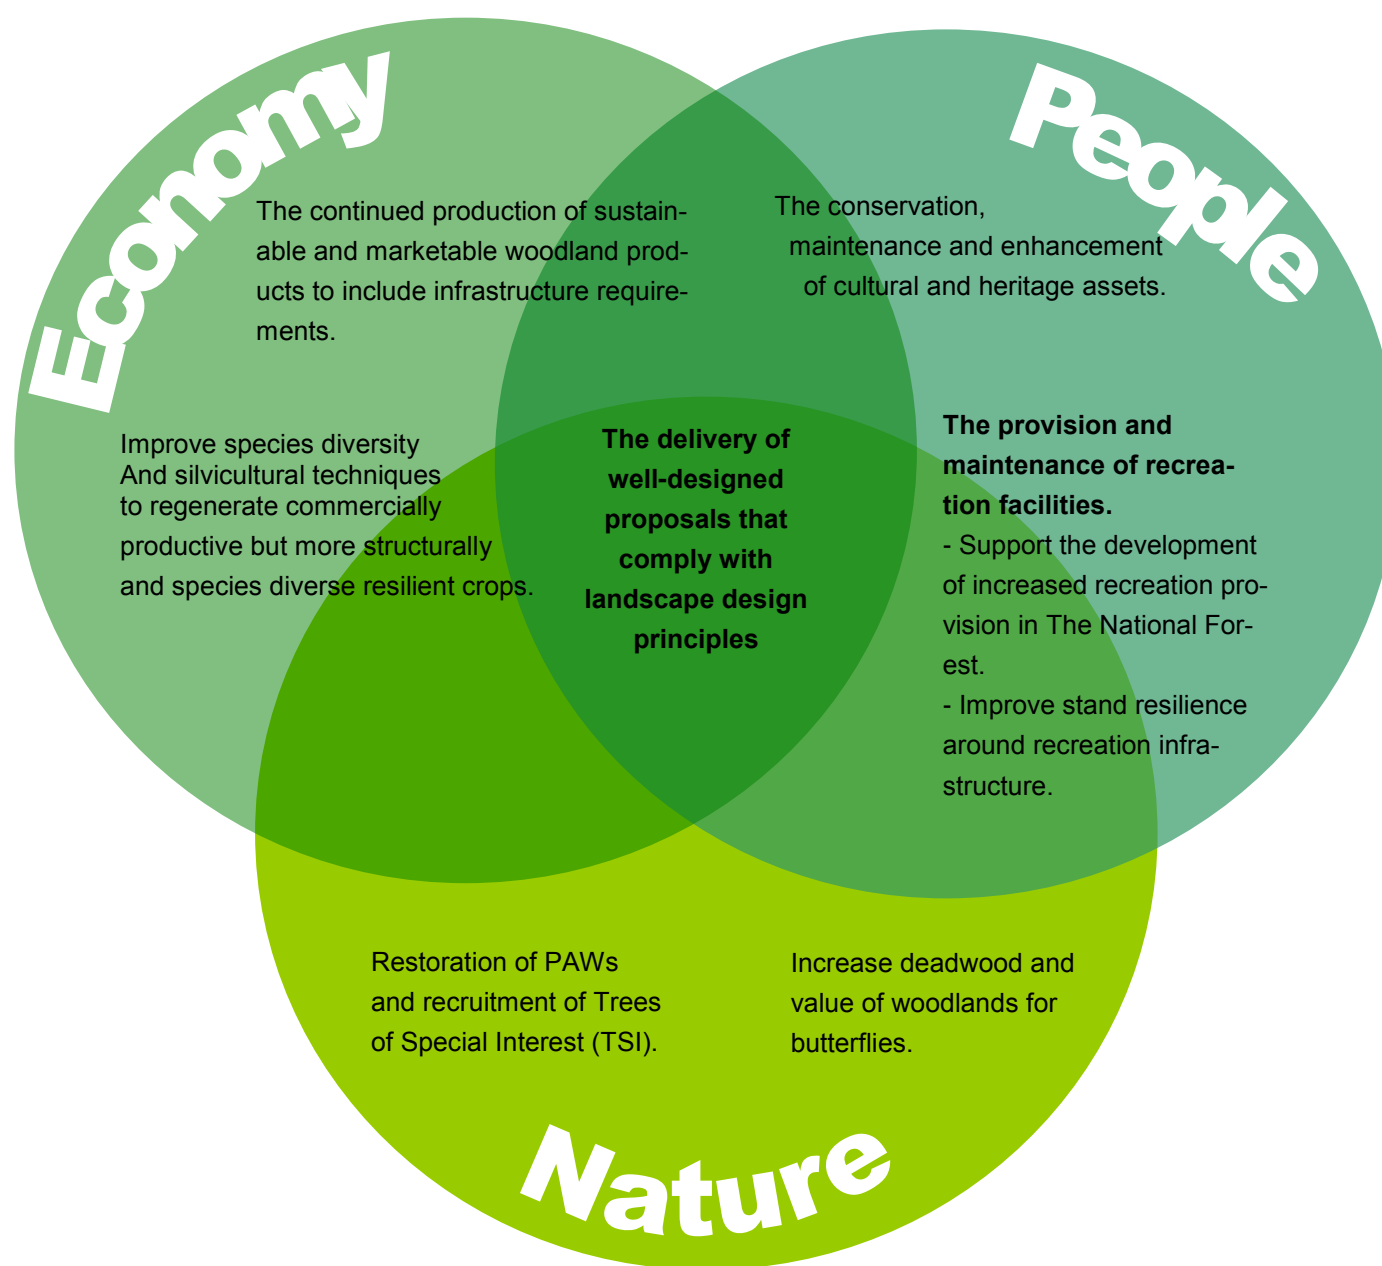 Economy
People
The continued production of sustain-
able and marketable woodland prod-
ucts to include infrastructure require-
ments.
The conservation,
maintenance and enhancement
of cultural and heritage assets.
Improve species diversity
And silvicultural techniques
to regenerate commercially
productive but more structurally
and species diverse resilient crops.
The delivery of
well-designed
proposals that
comply with
landscape design
principles
The provision and
maintenance of recrea-
tion facilities.
- Support the development
of increased recreation pro-
vision in The National For-
est.
- Improve stand resilience
around recreation infra-
structure.
Restoration of PAWs
and recruitment of Trees
of Special Interest (TSI).
Increase deadwood and
value of woodlands for
butterflies.
Nature